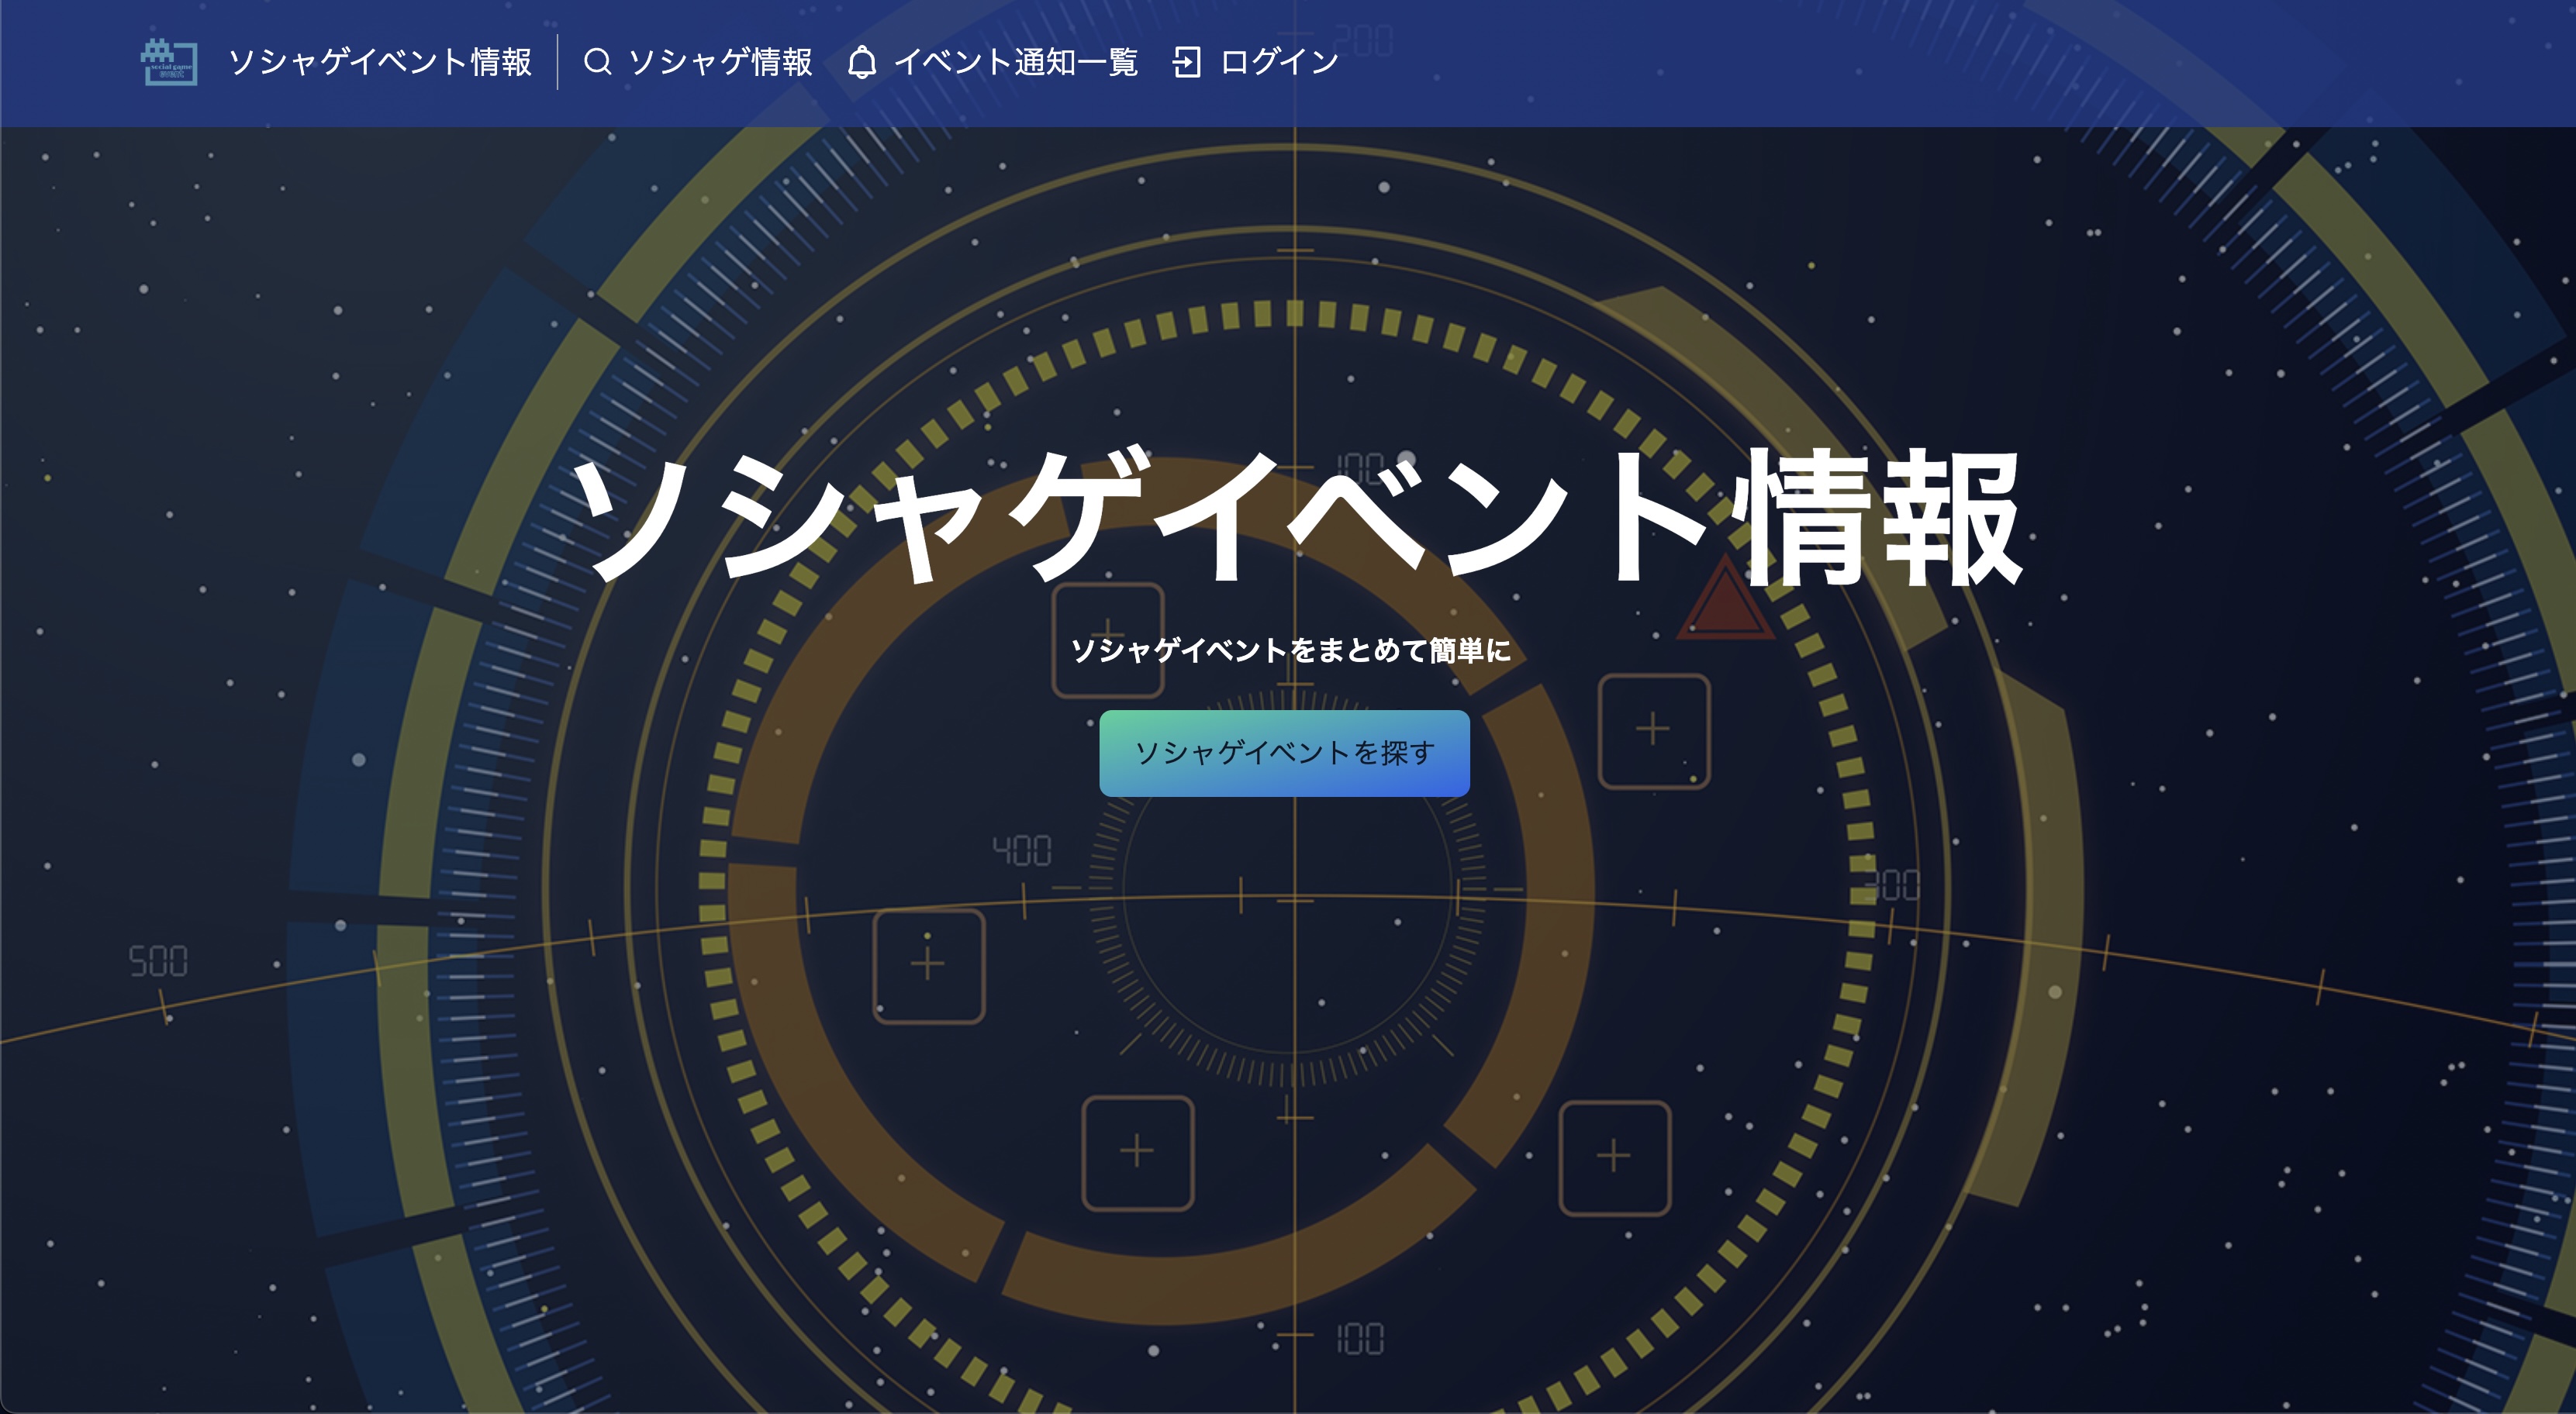 social game
event
ソシャゲイベント情報
ソシャゲ情報
イベント通知一覧
ログイン
200
100
ソシャゲイベント情報
ソシャゲイベントをまとめて簡単に
ソシャゲイベントを探す
400
300
500
100